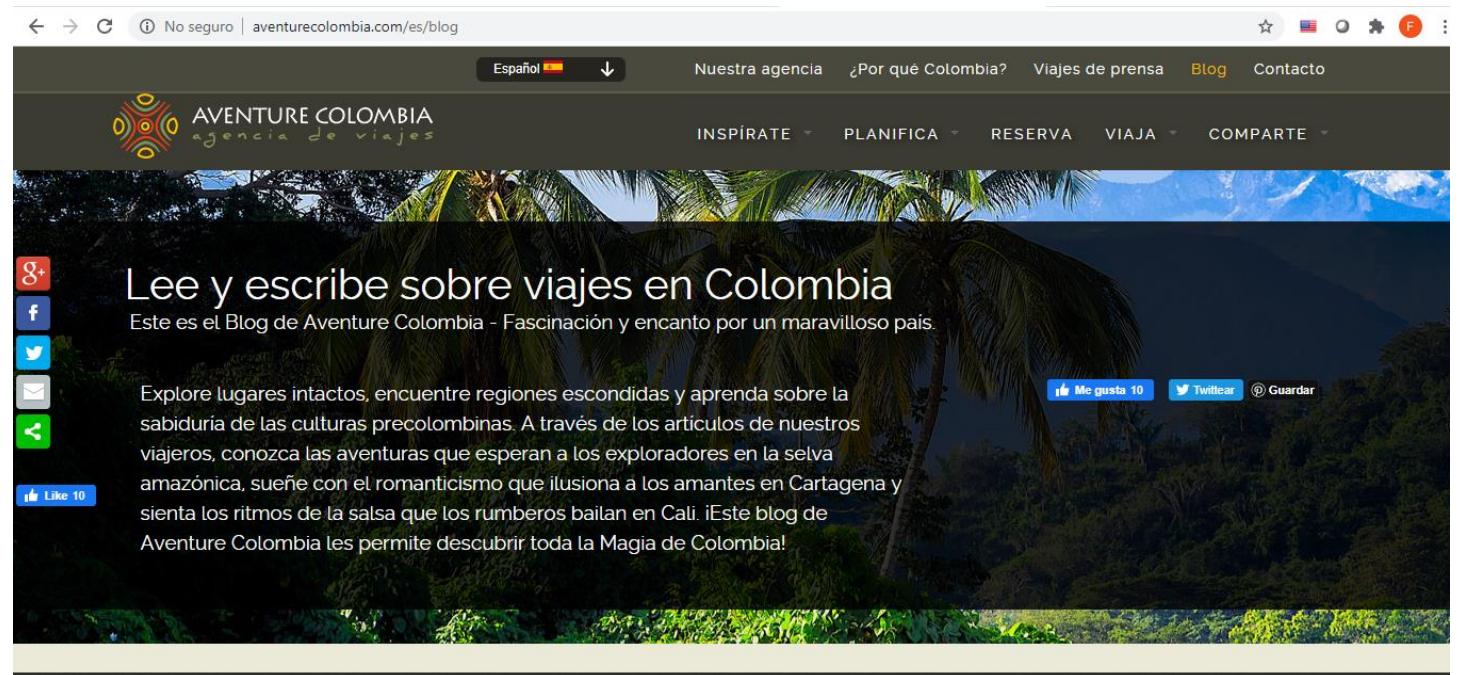 No seguro | aventurecolombia.com/es/blog
F
Español
Nuestra agencia ¿Por qué Colombia? Viajes de prensa Blog Contacto
AVENTURE COLOMBIA
agencia de viajes
INSPÍRATE PLANIFICA RESERVA VIAJA COMPARTE
Lee y escribe sobre viajes en Colombia
Este es el Blog de Aventure Colombia - Fascinación y encanto por un maravilloso país.
Explore lugares intactos, encuentre regiones escondidas y aprenda sobre la
sabiduría de las culturas precolombinas. A través de los artículos de nuestros
viajeros, conozca las aventuras que esperan a los exploradores en la selva
amazónica, sueñe con el romanticismo que ilusiona a los amantes en Cartagena y
sienta los ritmos de la salsa que los rumberos bailan en Cali. ¡Este blog de
Aventure Colombia les permite descubrir toda la Magia de Colombia!
Me gusta 10 Twittear Guardar
g+
f
Like 10